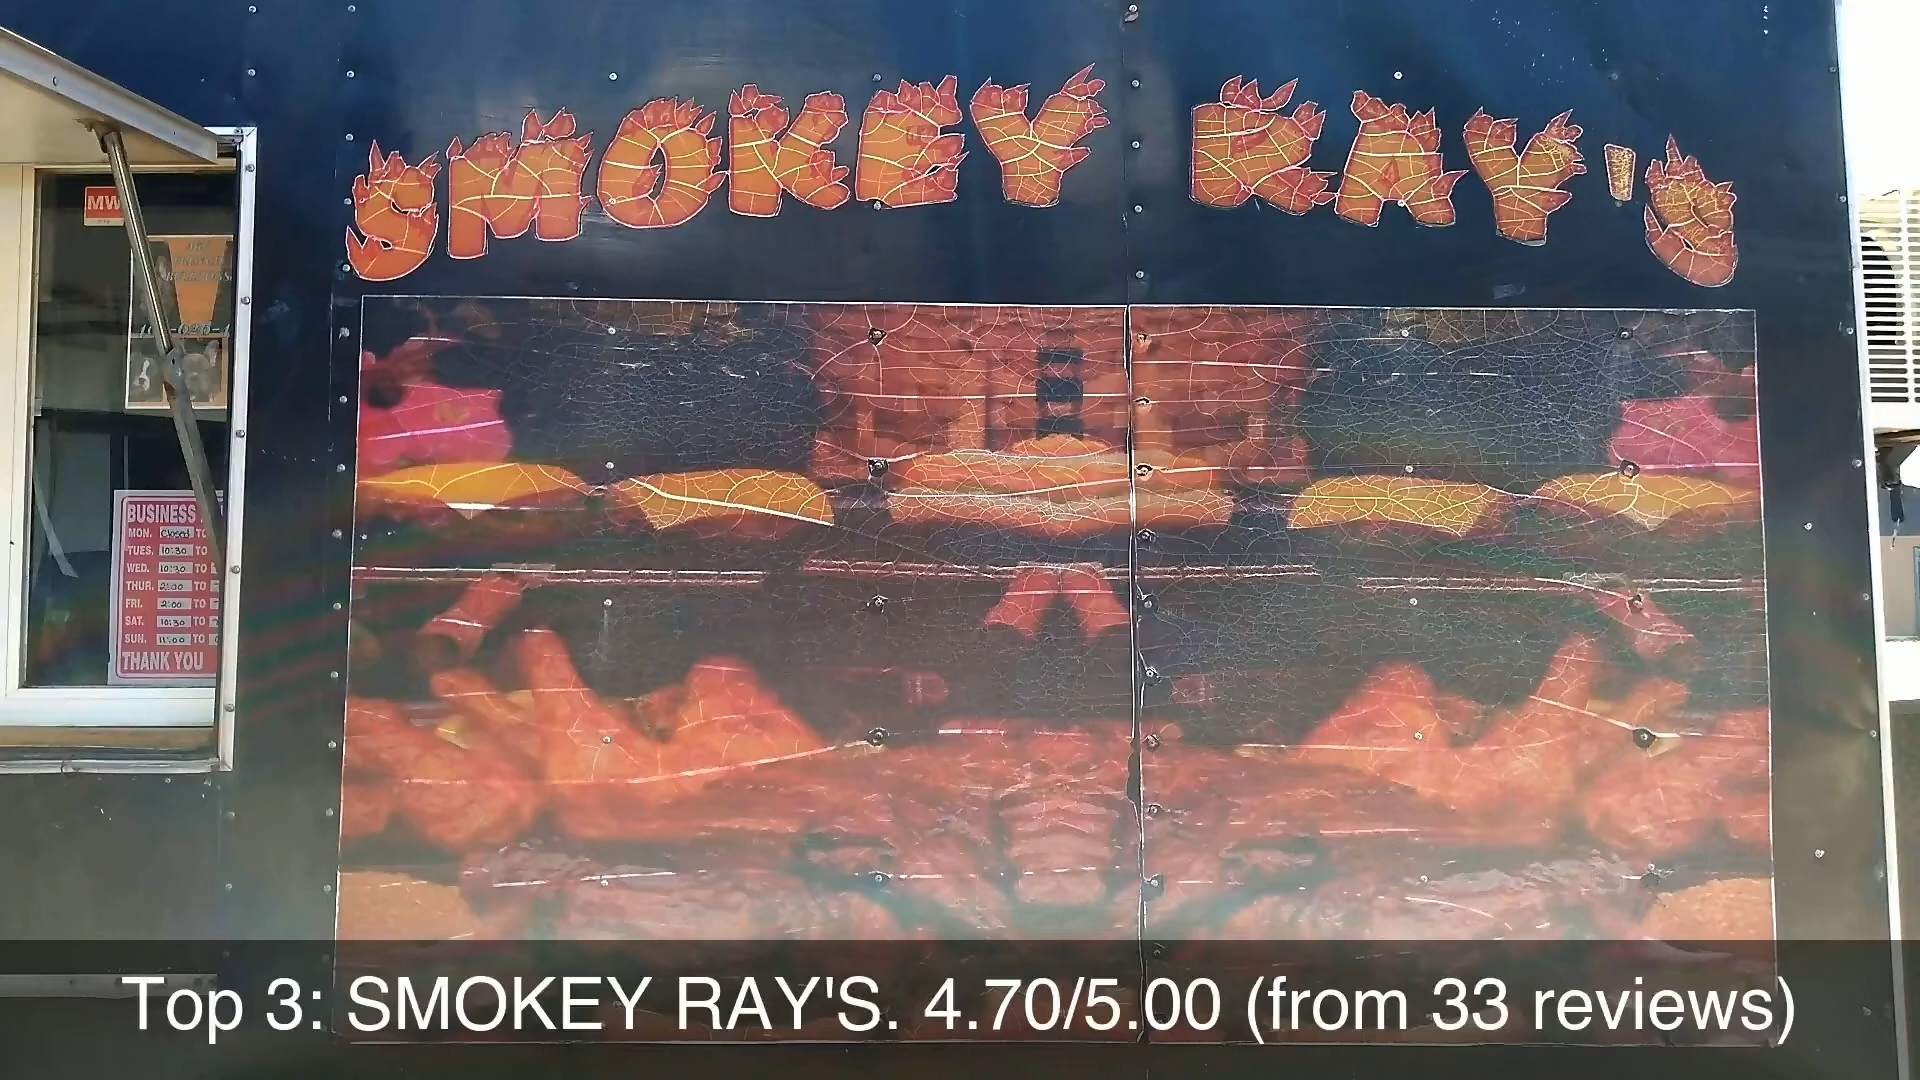 SMOKEY RAY'S
MW
BUSINESS
MON. Closed TO
TUES. 10:30 TO
WED. 10:30 TO
THUR. 2:00 TO
FRI. 2:00 TO
SAT. 10:30 TO
SUN. 11:00 TO
THANK YOU
Top 3: SMOKEY RAY'S. 4.70/5.00 (from 33 reviews)